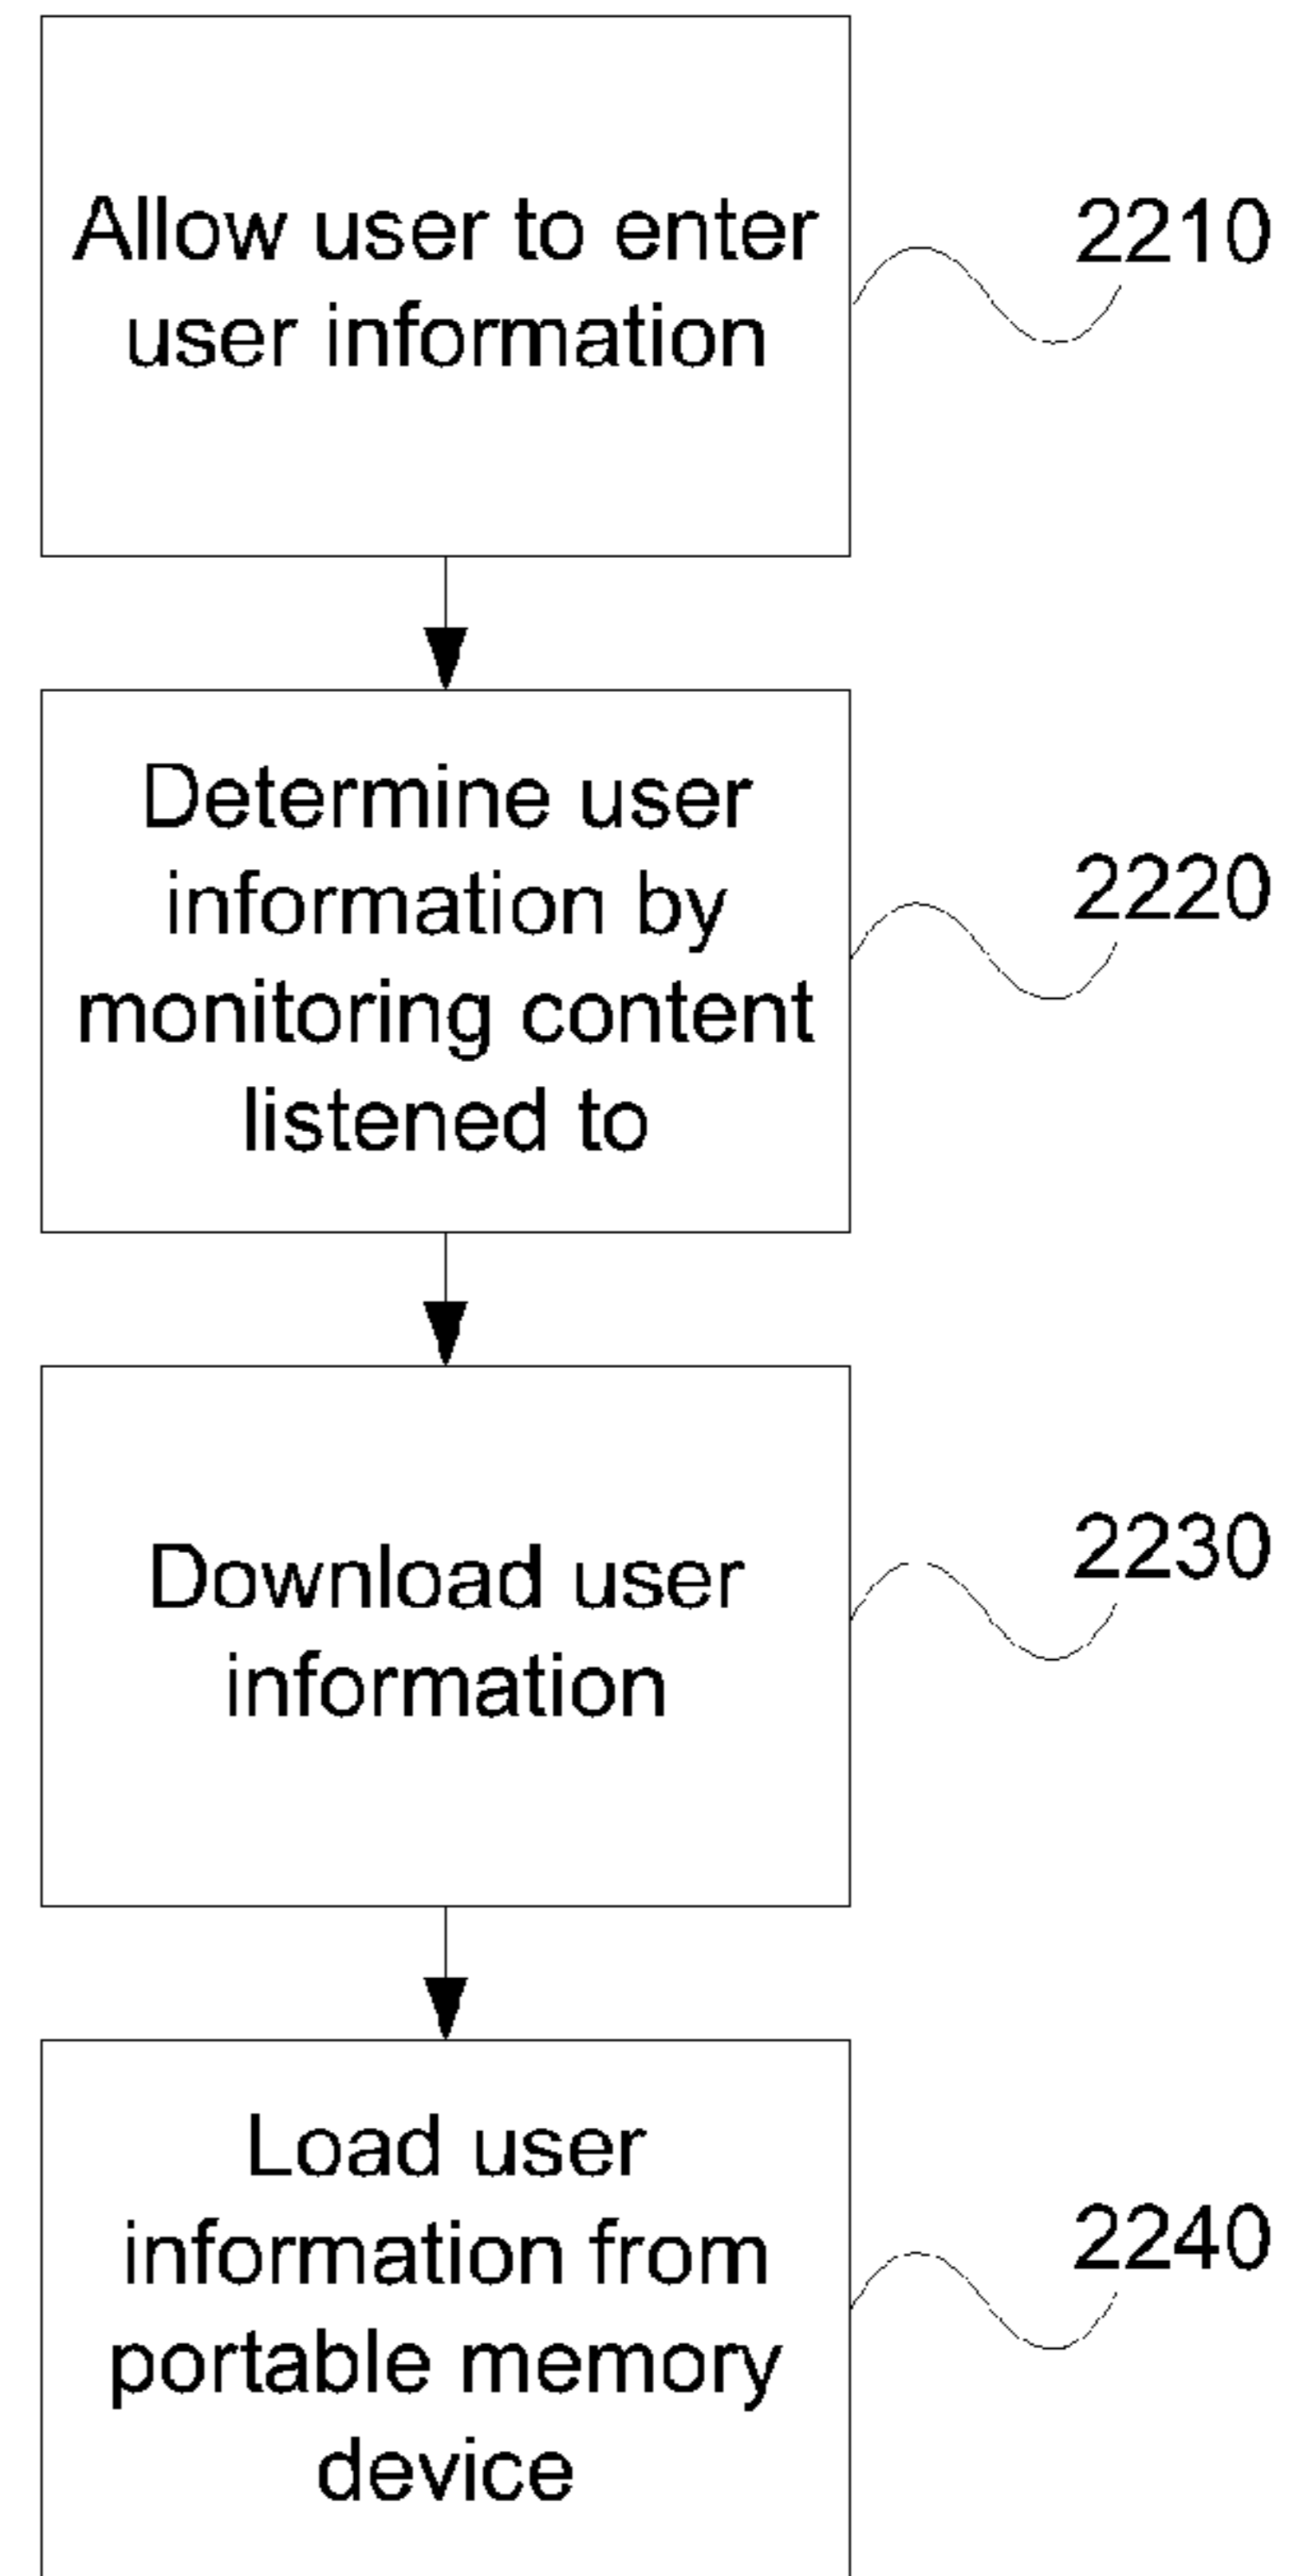 Allow user to enter
user information
2210
Determine user
information by
monitoring content
listened to
2220
Download user
information
2230
Load user
information from
portable memory
device
2240